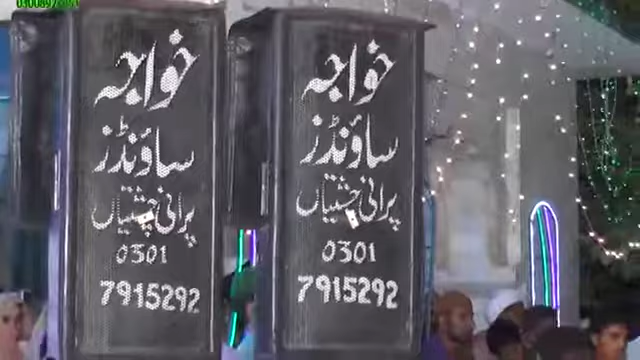 خواجہ
ساؤنڈز
پرانی چشتیاں
0301
7915292
خواجہ
ساؤنڈز
پرانی چشتیاں
0301
7915292